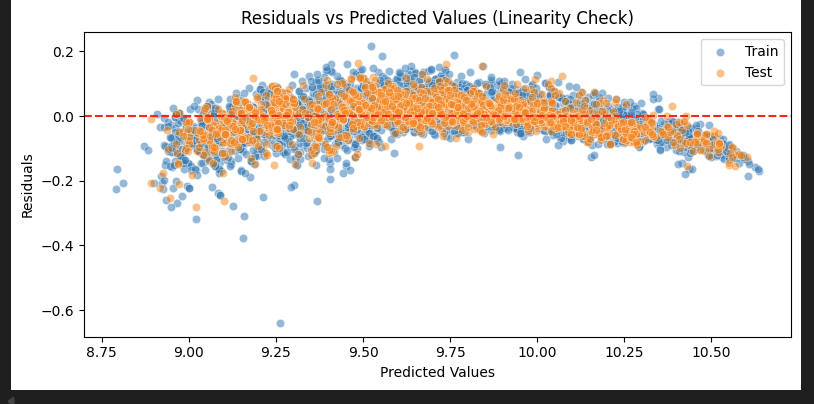 Residuals vs Predicted Values (Linearity Check)
Train
Test
0.2
0.0
−0.2
−0.4
−0.6
Residuals
8.75 9.00 9.25 9.50 9.75 10.00 10.25 10.50
Predicted Values